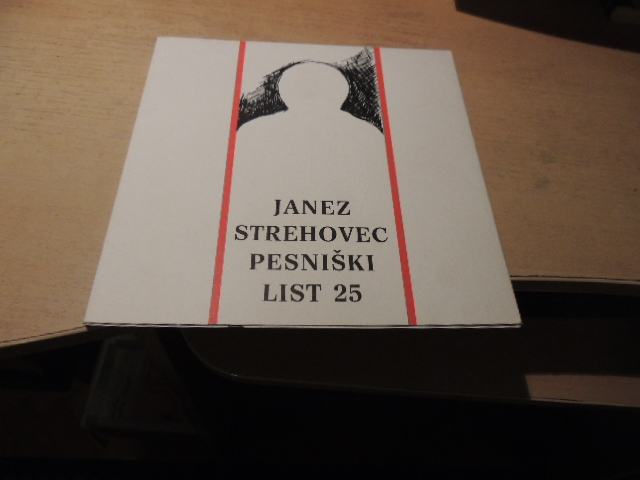 JANEZ
STREHOVEC
PESNIŠKI
LIST 25